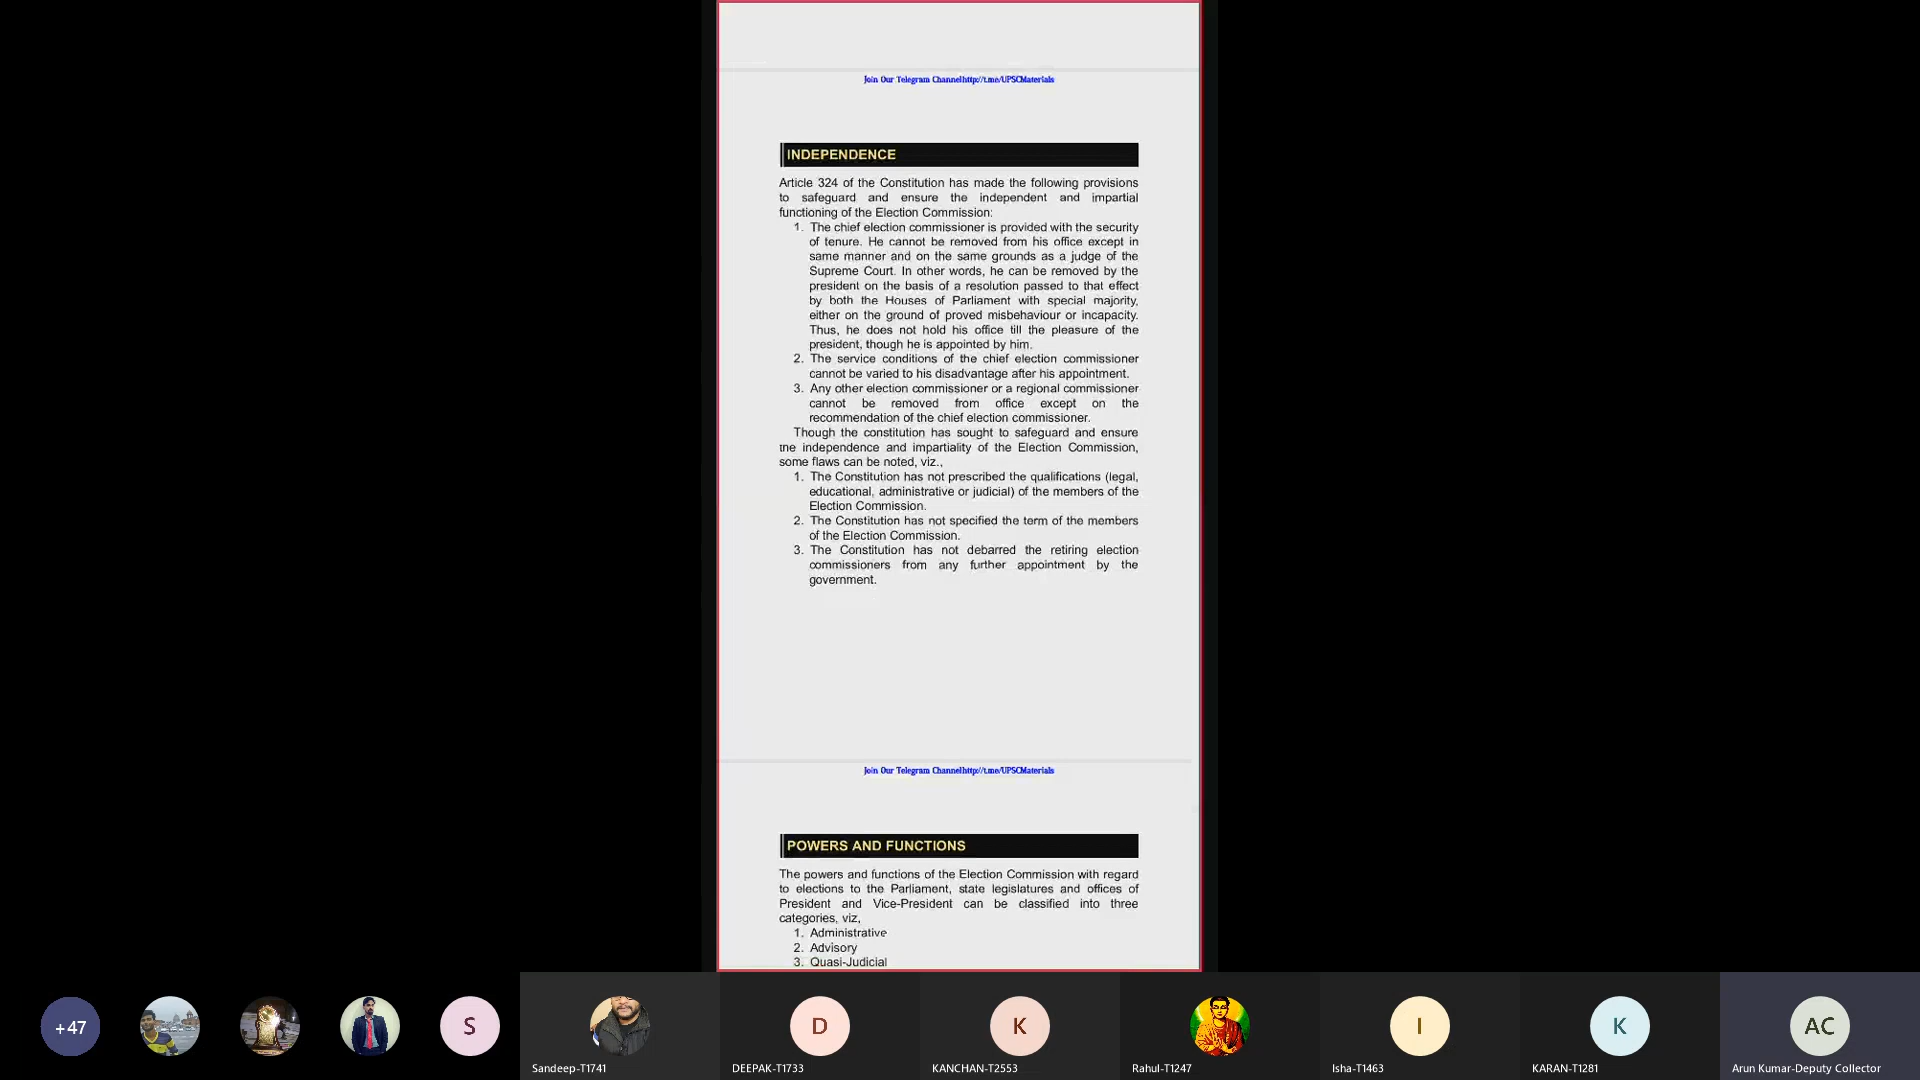 Join Our Telegram Channelhttp://t.me/UPSCMaterials
INDEPENDENCE
Article 324 of the Constitution has made the following provisions
to safeguard and ensure the independent and impartial
functioning of the Election Commission:
1. The chief election commissioner is provided with the security
of tenure. He cannot be removed from his office except in
same manner and on the same grounds as a judge of the
Supreme Court. In other words, he can be removed by the
president on the basis of a resolution passed to that effect
by both the Houses of Parliament with special majority,
either on the ground of proved misbehaviour or incapacity.
Thus, he does not hold his office till the pleasure of the
president, though he is appointed by him.
2. The service conditions of the chief election commissioner
cannot be varied to his disadvantage after his appointment.
3. Any other election commissioner or a regional commissioner
cannot be removed from office except on the
recommendation of the chief election commissioner.
Though the constitution has sought to safeguard and ensure
the independence and impartiality of the Election Commission,
some flaws can be noted, viz.,
1. The Constitution has not prescribed the qualifications (legal,
educational, administrative or judicial) of the members of the
Election Commission.
2. The Constitution has not specified the term of the members
of the Election Commission.
3. The Constitution has not debarred the retiring election
commissioners from any further appointment by the
government.
Join Our Telegram Channelhttp://t.me/UPSCMaterials
POWERS AND FUNCTIONS
The powers and functions of the Election Commission with regard
to elections to the Parliament, state legislatures and offices of
President and Vice-President can be classified into three
categories, viz,
1. Administrative
2. Advisory
3. Quasi-Judicial
+47
S
D
K
I
K
AC
Sandeep-T1741
DEEPAK-T1733
KANCHAN-T2553
Rahul-T1247
Isha-T1463
KARAN-T1281
Arun Kumar-Deputy Collector